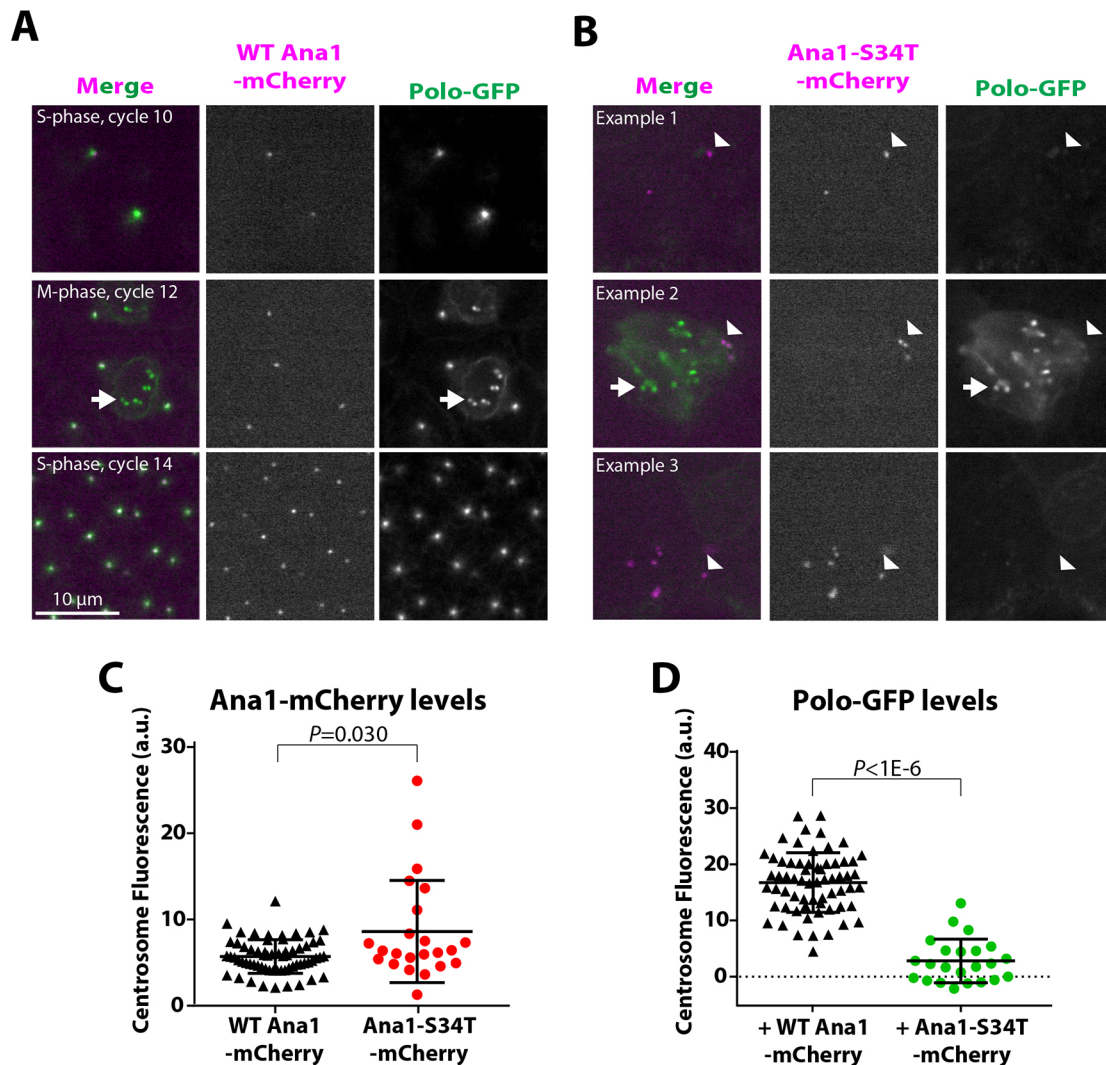 A
WT Ana1
-mCherry
Merge
Polo-GFP
S-phase, cycle 10
M-phase, cycle 12
S-phase, cycle 14
10 µm
B
Ana1-S34T
-mCherry
Merge
Polo-GFP
Example 1
Example 2
Example 3
C
Ana1-mCherry levels
P=0.030
Centrosome Fluorescence (a.u.)
30
20
10
0
WT Ana1
-mCherry
Ana1-S34T
-mCherry
D
Polo-GFP levels
P<1E-6
Centrosome Fluorescence (a.u.)
40
30
20
10
0
+ WT Ana1
-mCherry
+ Ana1-S34T
-mCherry